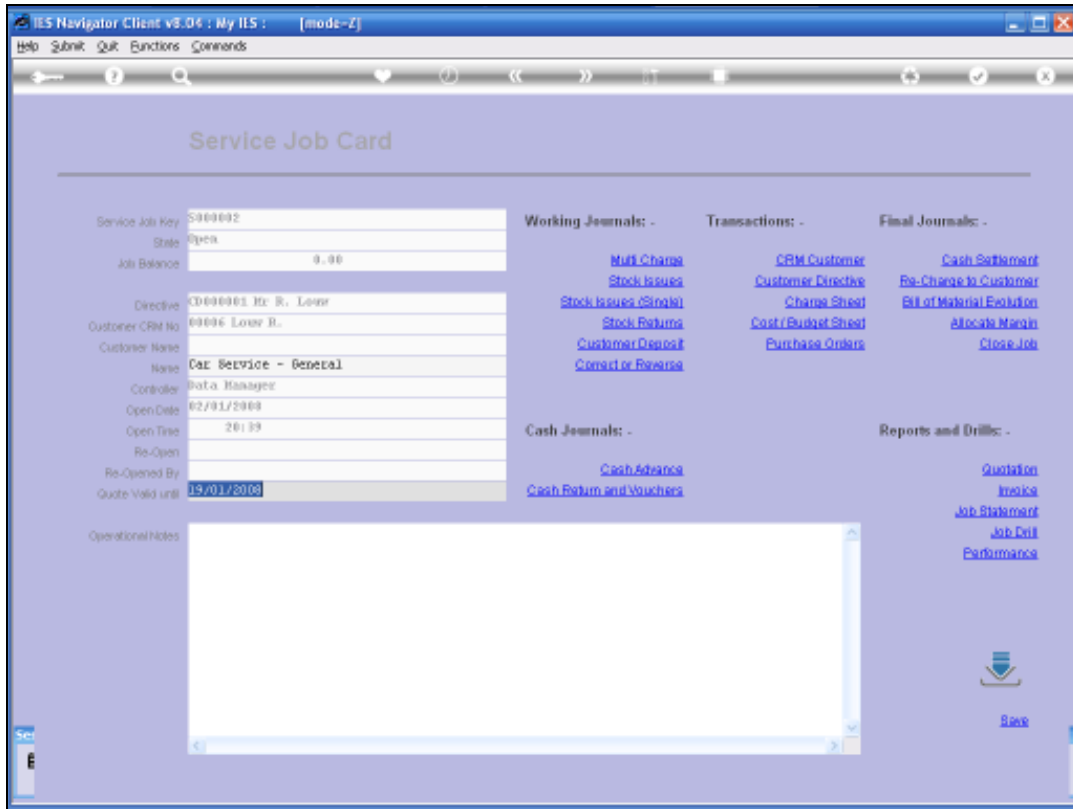 IES Navigator Client v8.04 : My IES : [mode=Z]
Help Submit Quit Functions Commands
Service Job Card
Service Job Key S000002
State Open
Job Balance 0.00
Directive CD000001 Mr R. Louw
Customer CRM No 00006 Louw R.
Customer Name
Name Car Service - General
Controller Data Manager
Open Date 02/01/2008
Open Time 20:39
Re-Open
Re-Opened By
Quote Valid until 19/01/2008
Operational Notes
Working Journals: -
Multi Charge
Stock Issues
Stock Issues (Single)
Stock Returns
Customer Deposit
Correct or Reverse
Transactions: -
CRM Customer
Customer Directive
Charge Sheet
Cost / Budget Sheet
Purchase Orders
Final Journals: -
Cash Settlement
Re-Charge to Customer
Bill of Material Evolution
Allocate Margin
Close Job
Cash Journals: -
Cash Advance
Cash Return and Vouchers
Reports and Drills: -
Quotation
Invoice
Job Statement
Job Drill
Performance
Save